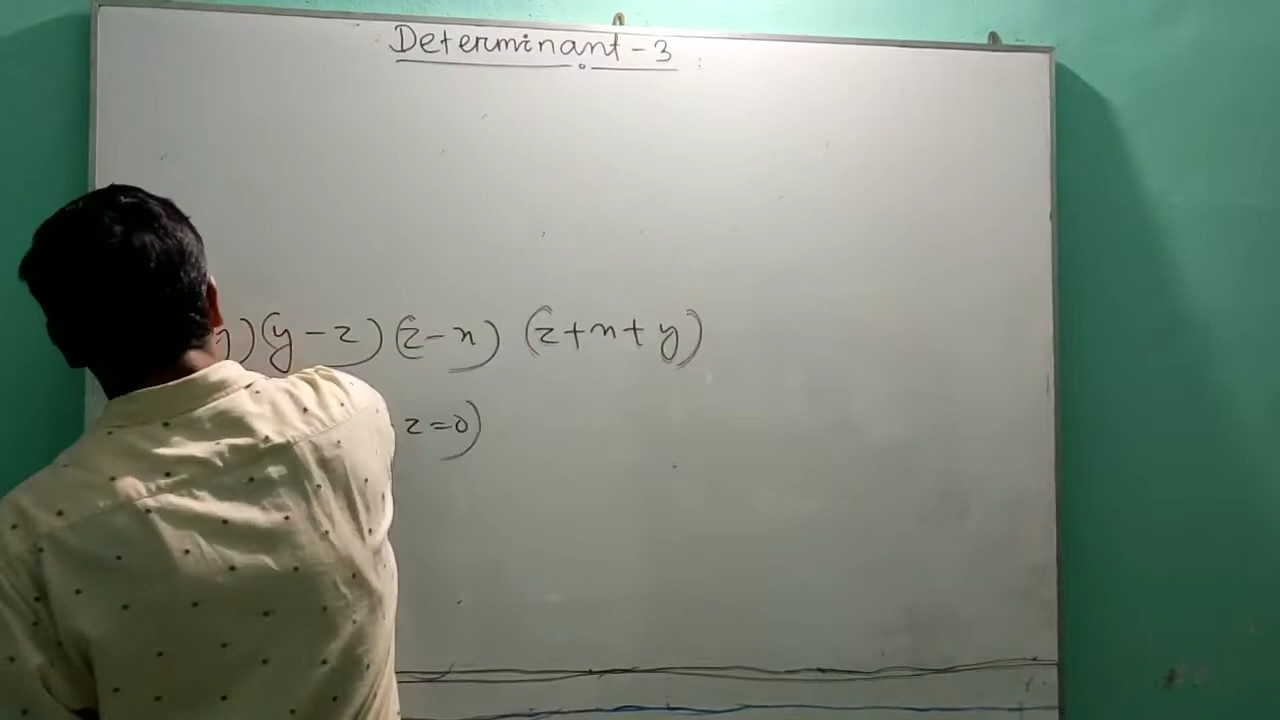 Determinant - 3
)(y-z)(z-x) (z+x+y)
z=0)